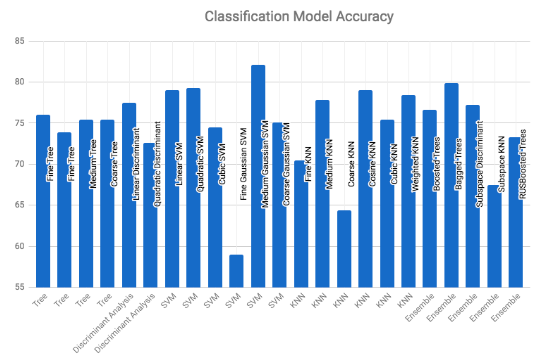 Classification Model Accuracy
85
80
75
70
65
60
55
Fine Tree
Fine Tree
Medium Tree
Coarse Tree
Linear Discriminant
Quadratic Discriminant
Linear SVM
Quadratic SVM
Cubic SVM
Fine Gaussian SVM
Medium Gaussian SVM
Coarse Gaussian SVM
Fine KNN
Medium KNN
Coarse KNN
Cosine KNN
Cubic KNN
Weighted KNN
Boosted Trees
Bagged Trees
Subspace Discriminant
Subspace KNN
RUSBoosted Trees
Tree
Tree
Tree
Tree
Discriminant Analysis
Discriminant Analysis
SVM
SVM
SVM
SVM
SVM
SVM
KNN
KNN
KNN
KNN
KNN
KNN
Ensemble
Ensemble
Ensemble
Ensemble
Ensemble